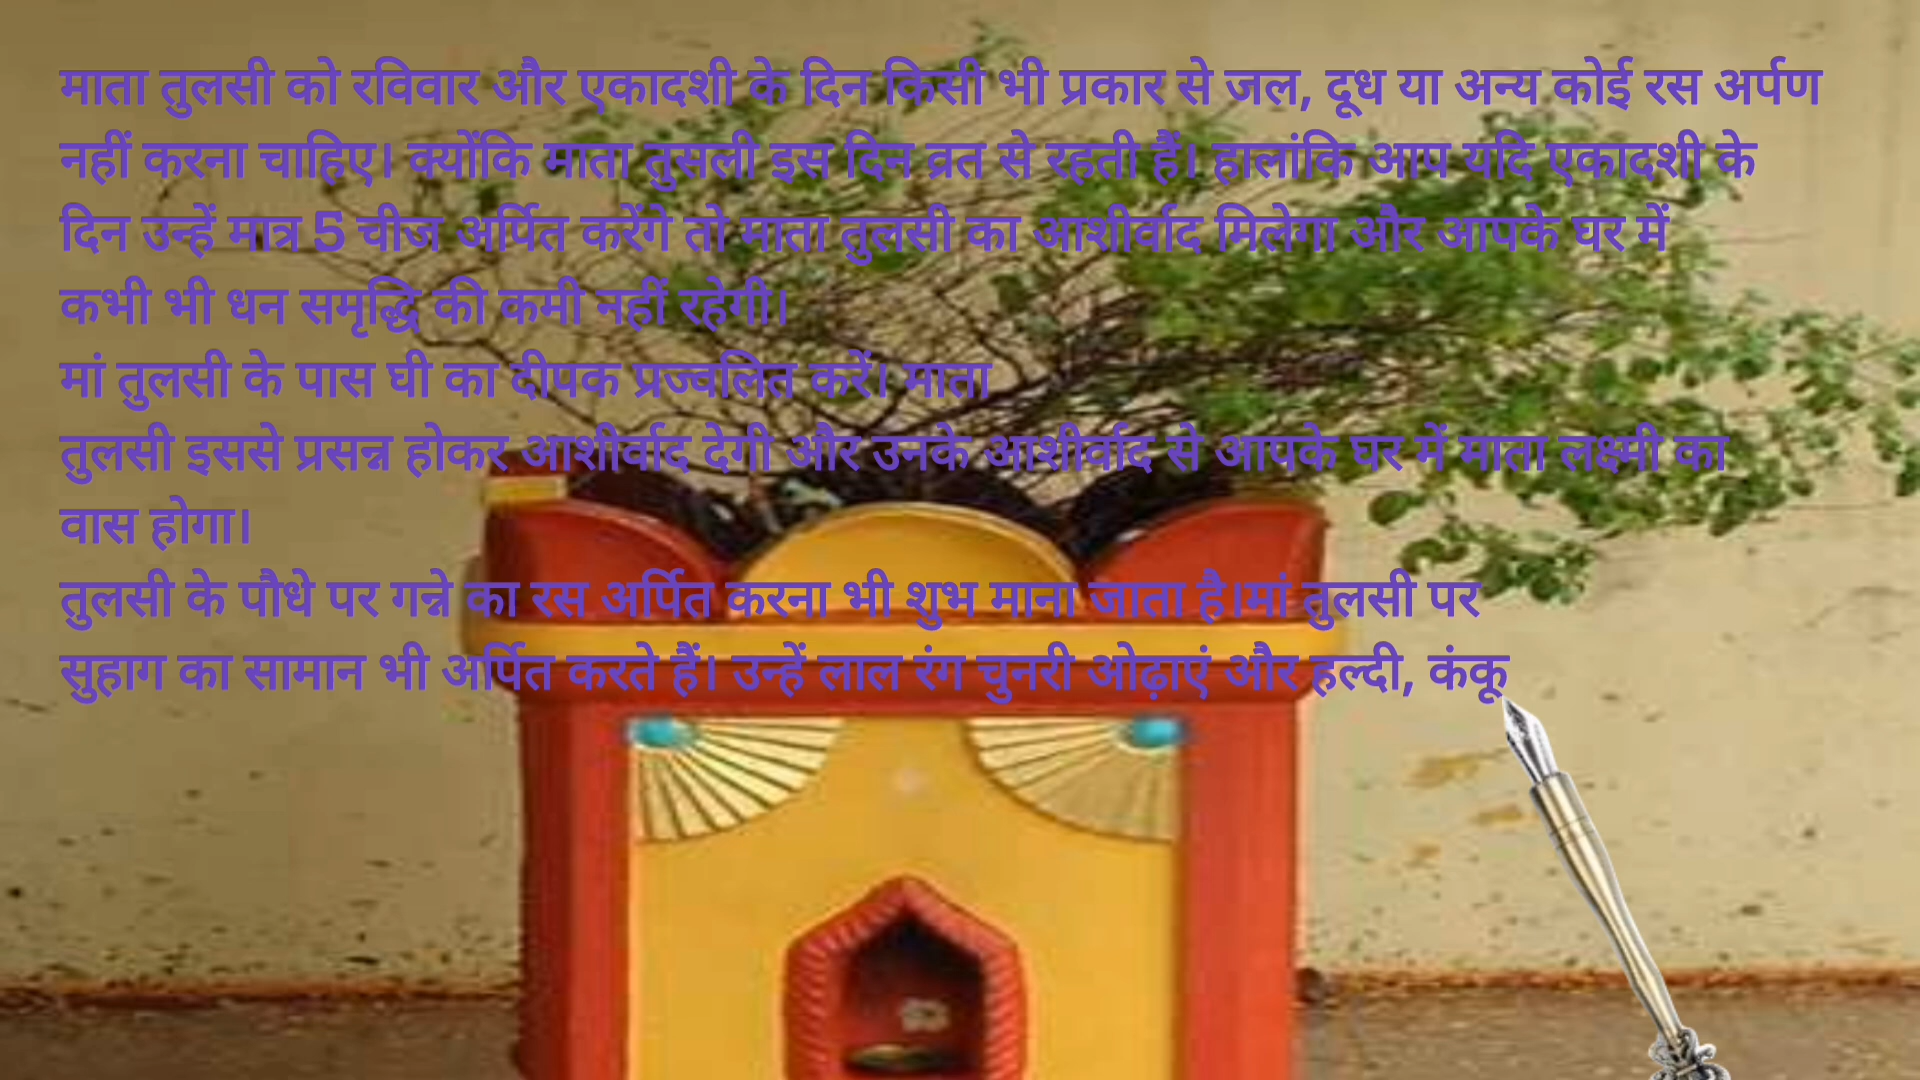 माता तुलसी को रविवार और एकादशी के दिन किसी भी प्रकार से जल, दूध या अन्य कोई रस अर्पण
नहीं करना चाहिए। क्योंकि माता तुसली इस दिन व्रत से रहती हैं। हालांकि आप यदि एकादशी के
दिन उन्हें मात्र 5 चीज अर्पित करेंगे तो माता तुलसी का आशीर्वाद मिलेगा और आपके घर में
कभी भी धन समृद्धि की कमी नहीं रहेगी।
मां तुलसी के पास घी का दीपक प्रज्वलित करें। माता
तुलसी इससे प्रसन्न होकर आशीर्वाद देगी और उनके आशीर्वाद से आपके घर में माता लक्ष्मी का
वास होगा।
तुलसी के पौधे पर गन्ने का रस अर्पित करना भी शुभ माना जाता है।मां तुलसी पर
सुहाग का सामान भी अर्पित करते हैं। उन्हें लाल रंग चुनरी ओढ़ाएं और हल्दी, कंकू